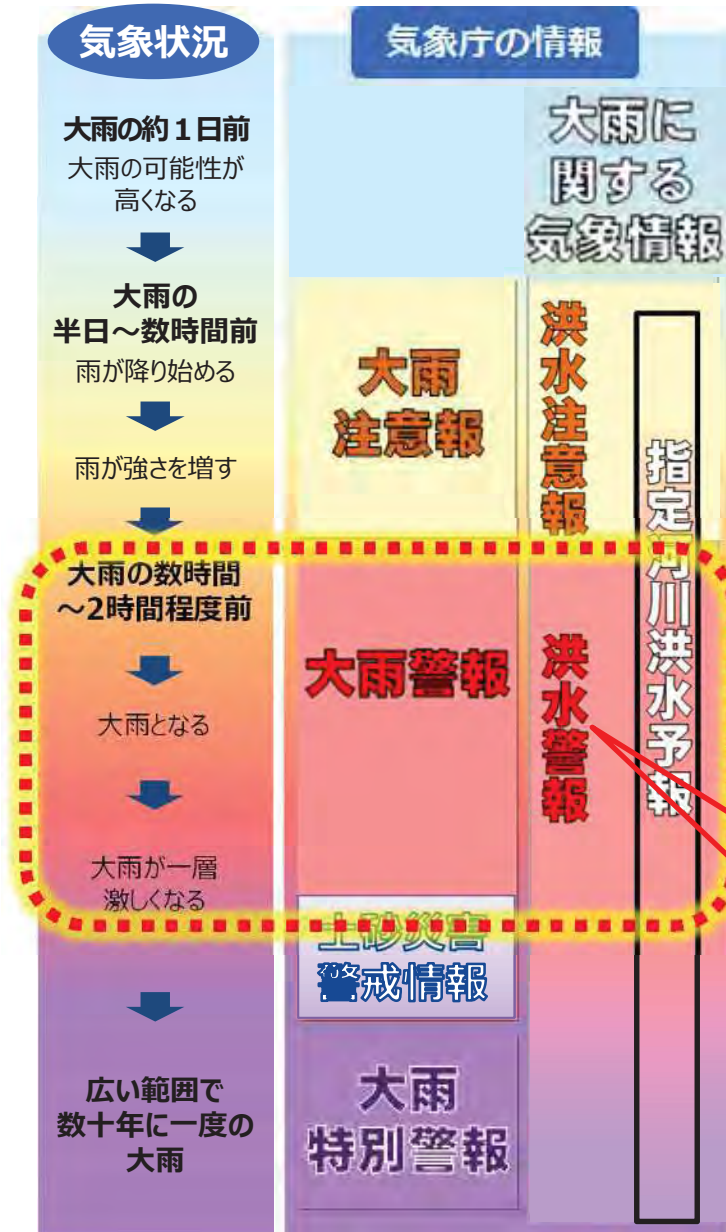 気象状況
大雨の約1日前
大雨の可能性が
高くなる
大雨の
半日～数時間前
雨が降り始める
雨が強さを増す
大雨の数時間
～2時間程度前
大雨となる
大雨が一層
激しくなる
広い範囲で
数十年に一度の
大雨
気象庁の情報
大雨に
関する
気象情報
大雨
注意報
大雨警報
土砂災害
警戒情報
大雨
特別警報
洪水注意報
洪水警報
指定河川洪水予報